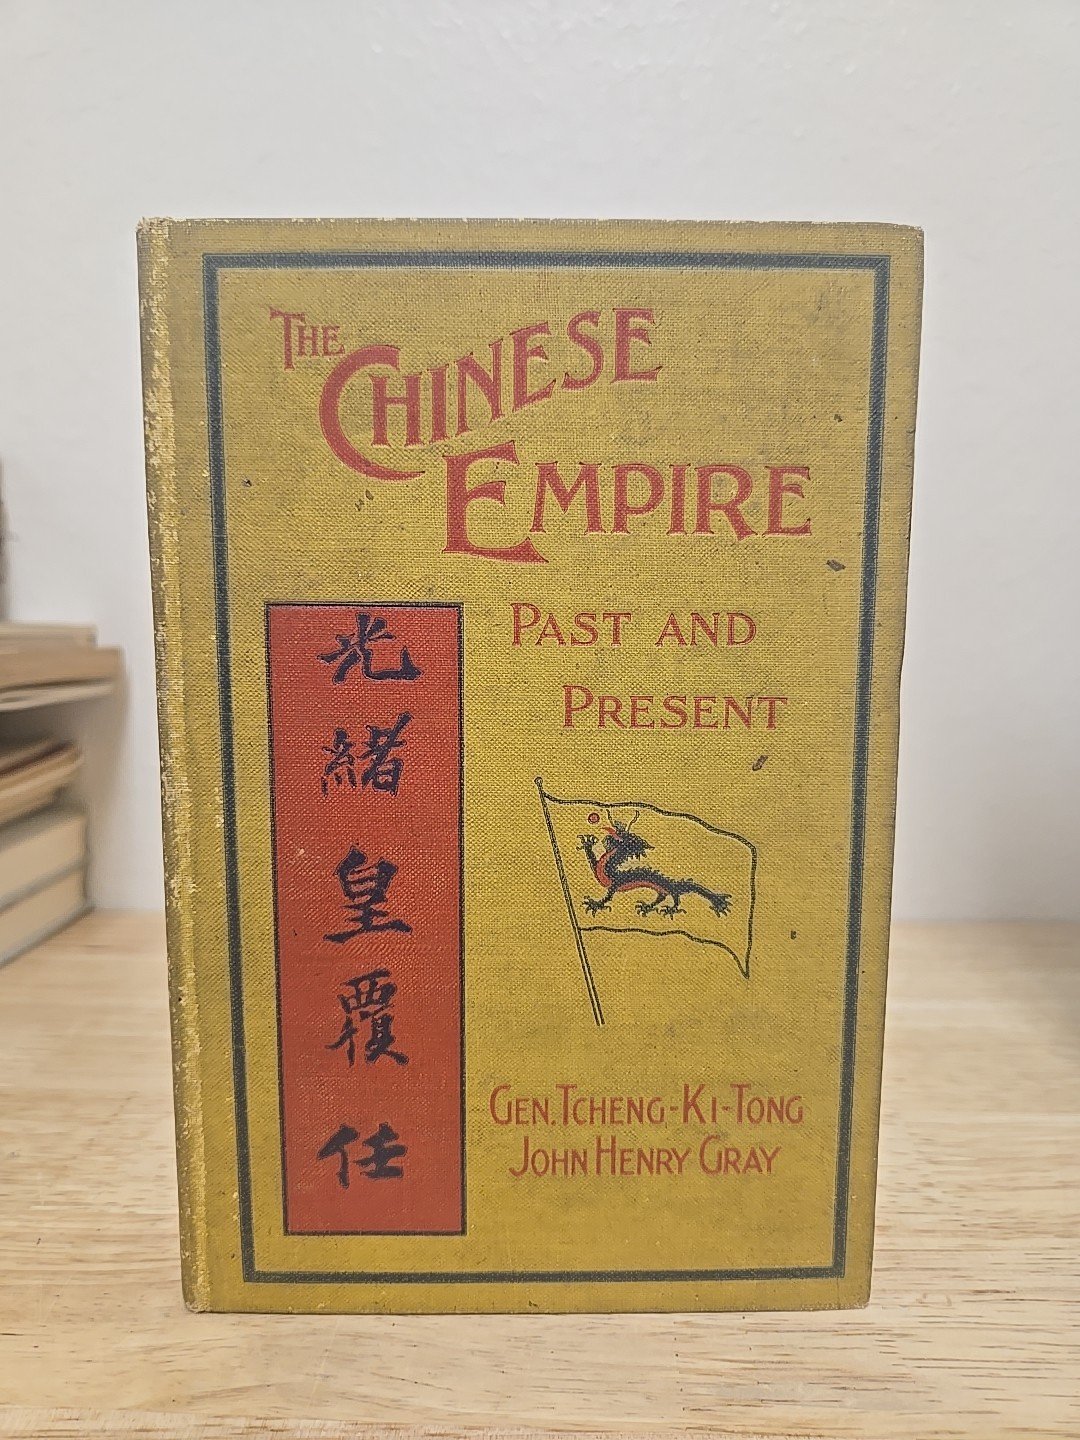 THE
CHINESE
EMPIRE
PAST AND
PRESENT
光緒皇覆任
GEN. TCHENG-KI-TONG
JOHN HENRY GRAY